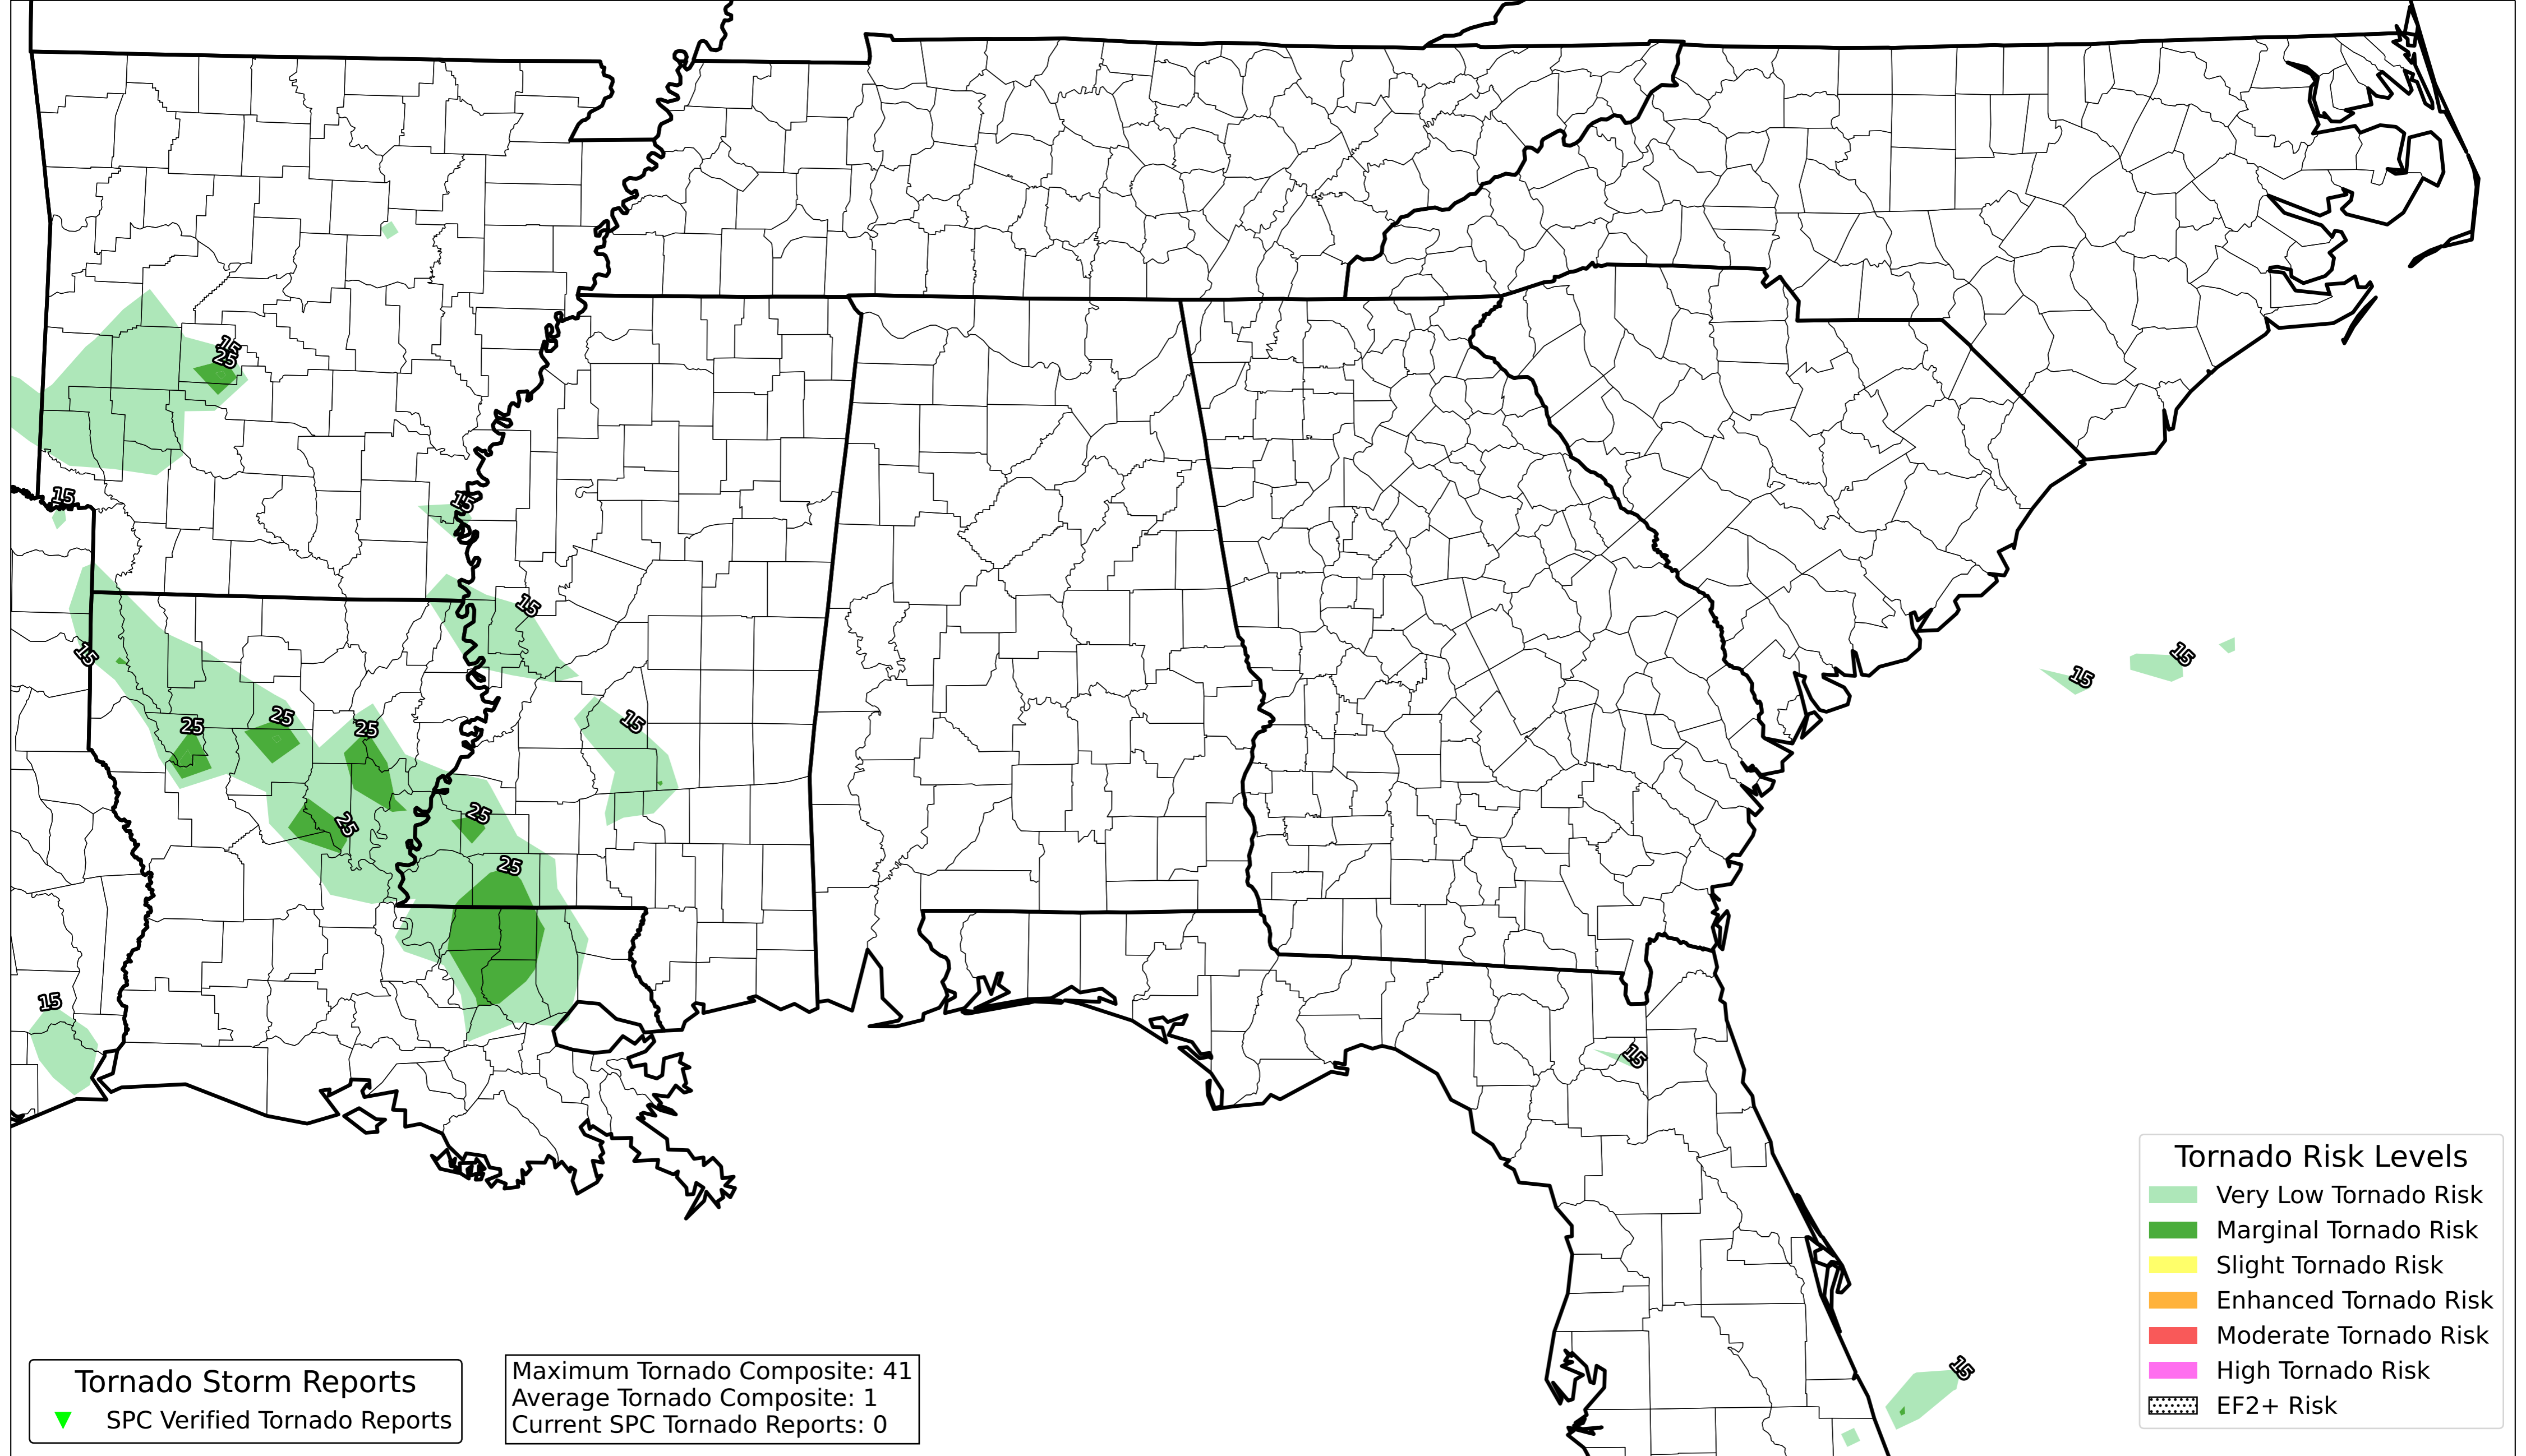 15
25
15
15
15
15
25
25
25
15
25
25
25
15
15
15
15
15
Tornado Risk Levels
Very Low Tornado Risk
Marginal Tornado Risk
Slight Tornado Risk
Enhanced Tornado Risk
Moderate Tornado Risk
High Tornado Risk
EF2+ Risk
Tornado Storm Reports
SPC Verified Tornado Reports
Maximum Tornado Composite: 41
Average Tornado Composite: 1
Current SPC Tornado Reports: 0